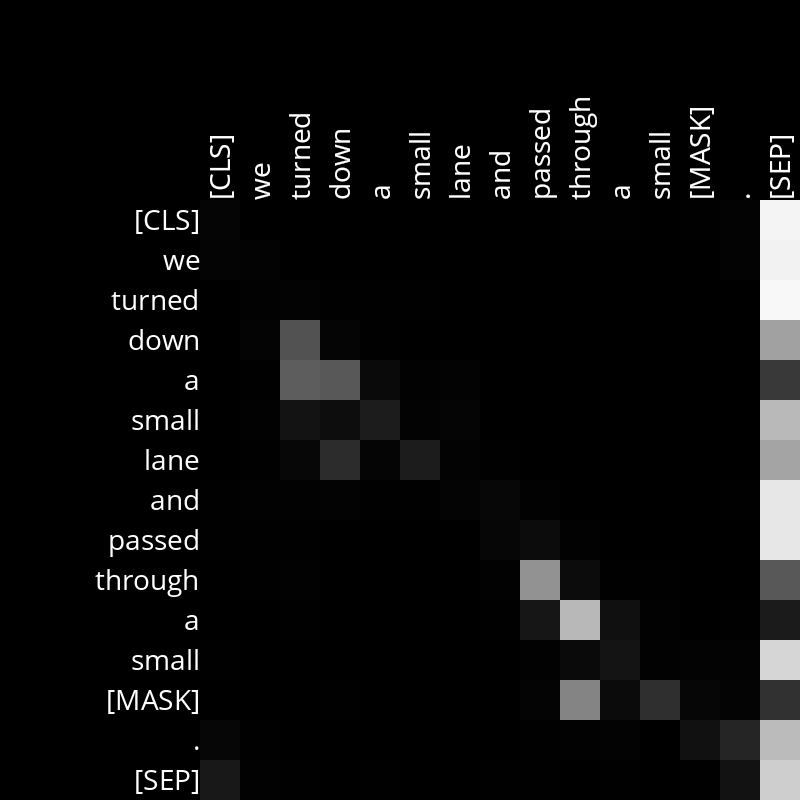 [CLS] we turned down a small lane and passed through a small [MASK] . [SEP]
[CLS]
we
turned
down
a
small
lane
and
passed
through
a
small
[MASK]
.
[SEP]